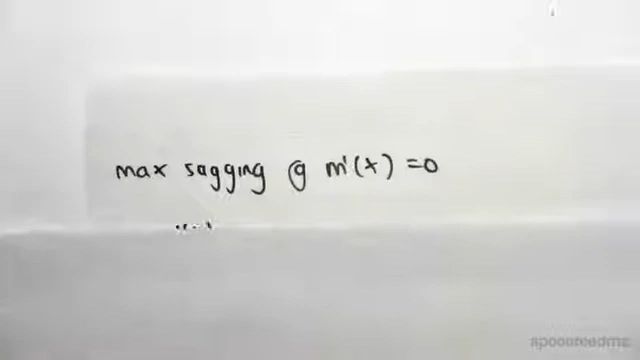 max sagging @ m'(x) = 0